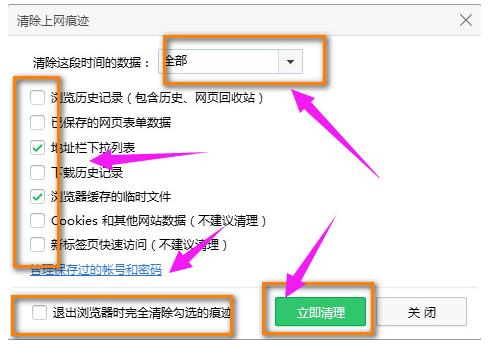 清除上网痕迹
清除这段时间的数据： 全部
浏览历史记录（包含历史、网页回收站）
已保存的网页表单数据
地址栏下拉列表
下载历史记录
浏览器缓存的临时文件
Cookies 和其他网站数据（不建议清理）
新标签页快速访问（不建议清理）
管理保存过的帐号和密码
退出浏览器时完全清除勾选的痕迹
立即清理 关 闭